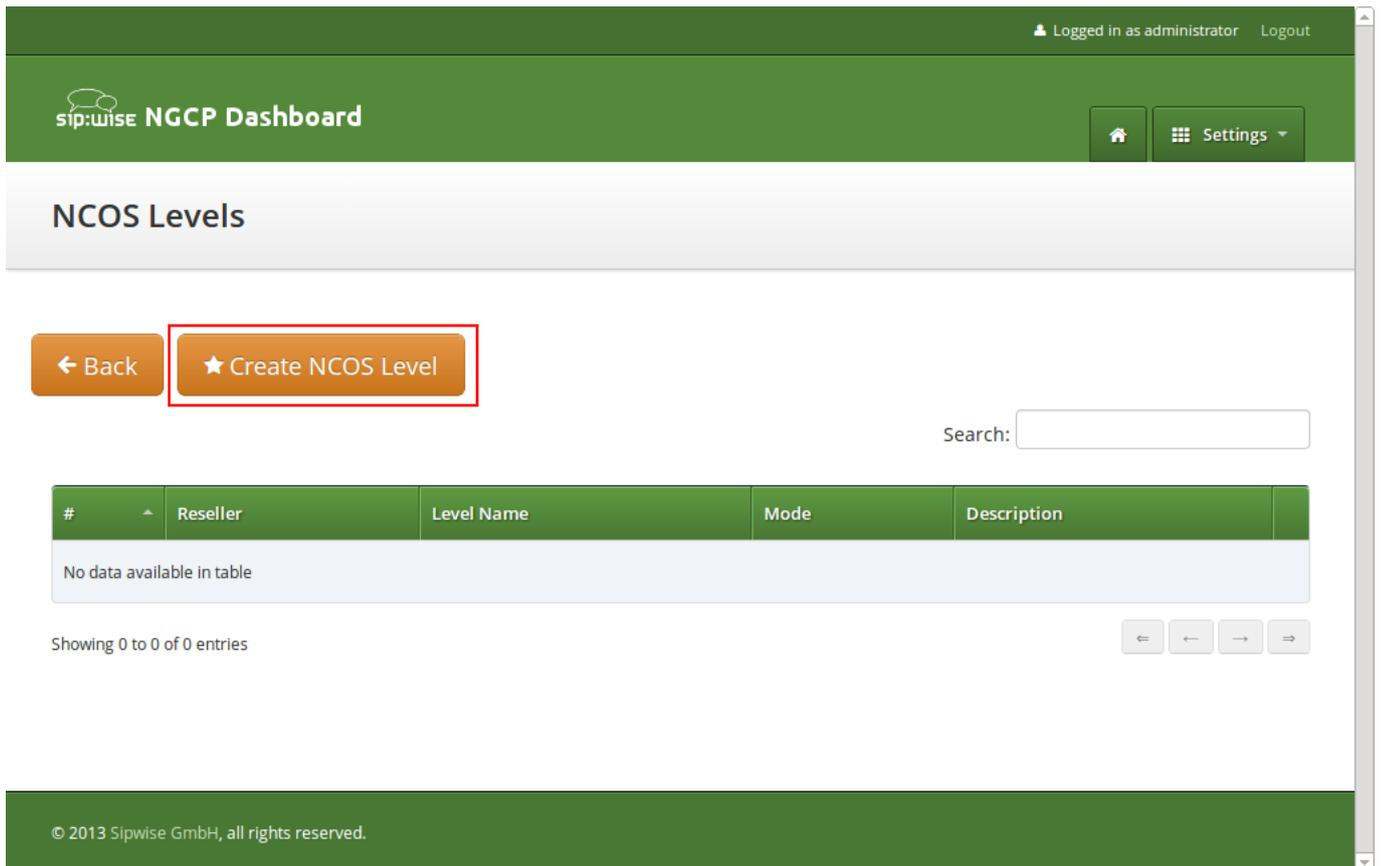 Logged in as administrator Logout
sip:wise NGCP Dashboard
Settings
NCOS Levels
Back Create NCOS Level
Search:
# Reseller Level Name Mode Description
No data available in table
Showing 0 to 0 of 0 entries ⇐ ← → ⇒
© 2013 Sipwise GmbH, all rights reserved.